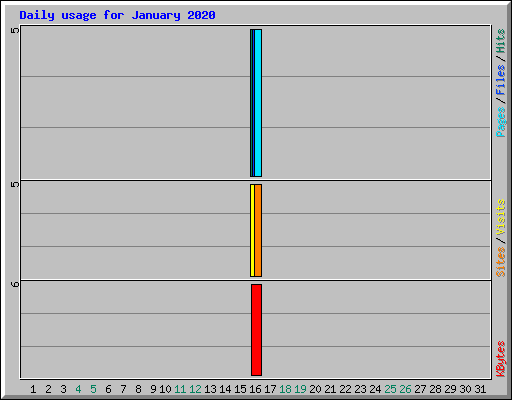 Daily usage for January 2020
5
5
6
Pages / Files / Hits
Sites / Visits
KBytes
1 2 3 4 5 6 7 8 9 10 11 12 13 14 15 16 17 18 19 20 21 22 23 24 25 26 27 28 29 30 31